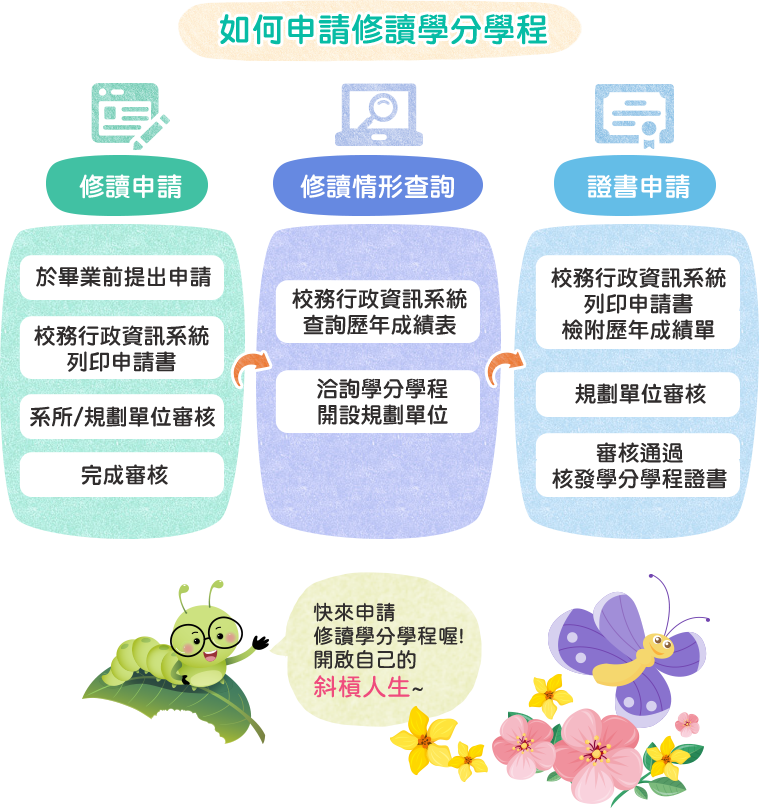 如何申請修讀學分學程
修讀申請
於畢業前提出申請
校務行政資訊系統
列印申請書
系所/規劃單位審核
完成審核
修讀情形查詢
校務行政資訊系統
查詢歷年成績表
洽詢學分學程
開設規劃單位
證書申請
校務行政資訊系統
列印申請書
檢附歷年成績單
規劃單位審核
審核通過
核發學分學程證書
快來申請
修讀學分學程喔!
開啟自己的
斜槓人生~